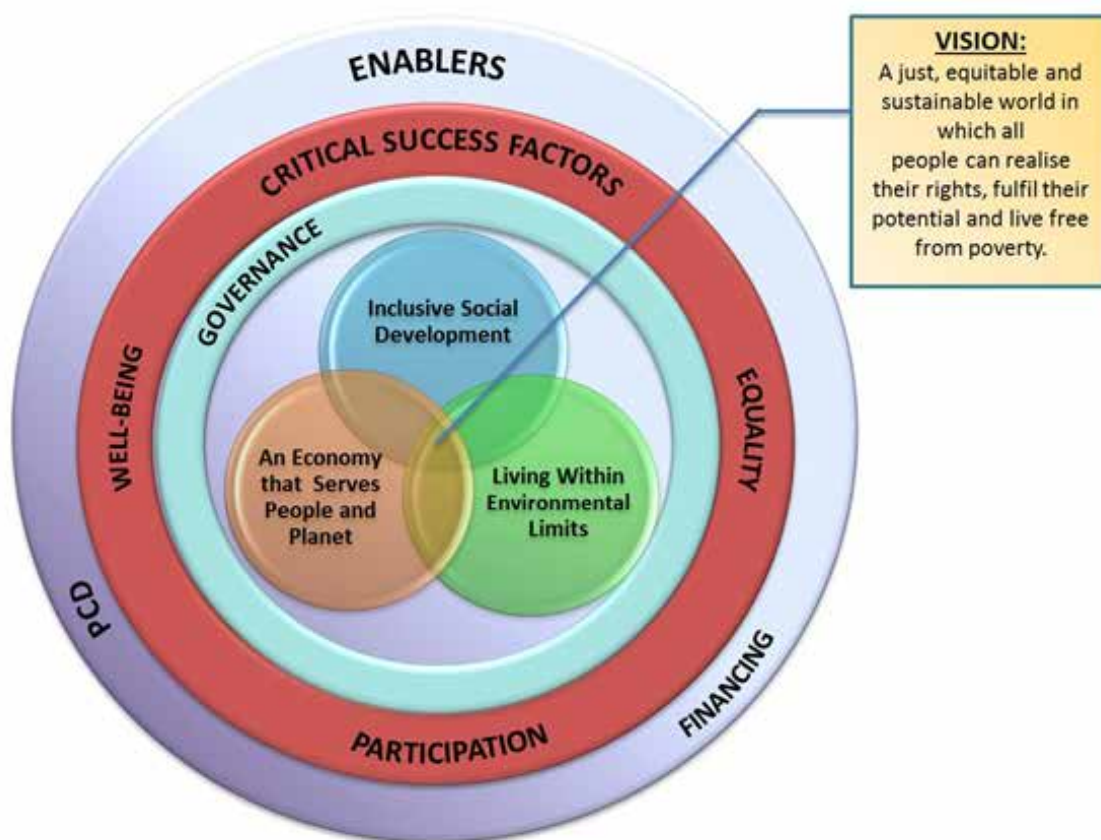 ENABLERS
CRITICAL SUCCESS FACTORS
GOVERNANCE
WELL-BEING
EQUALITY
PARTICIPATION
PCD
FINANCING
Inclusive Social
Development
An Economy
that Serves
People and
Planet
Living Within
Environmental
Limits
VISION:
A just, equitable and
sustainable world in
which all
people can realise
their rights, fulfil their
potential and live free
from poverty.